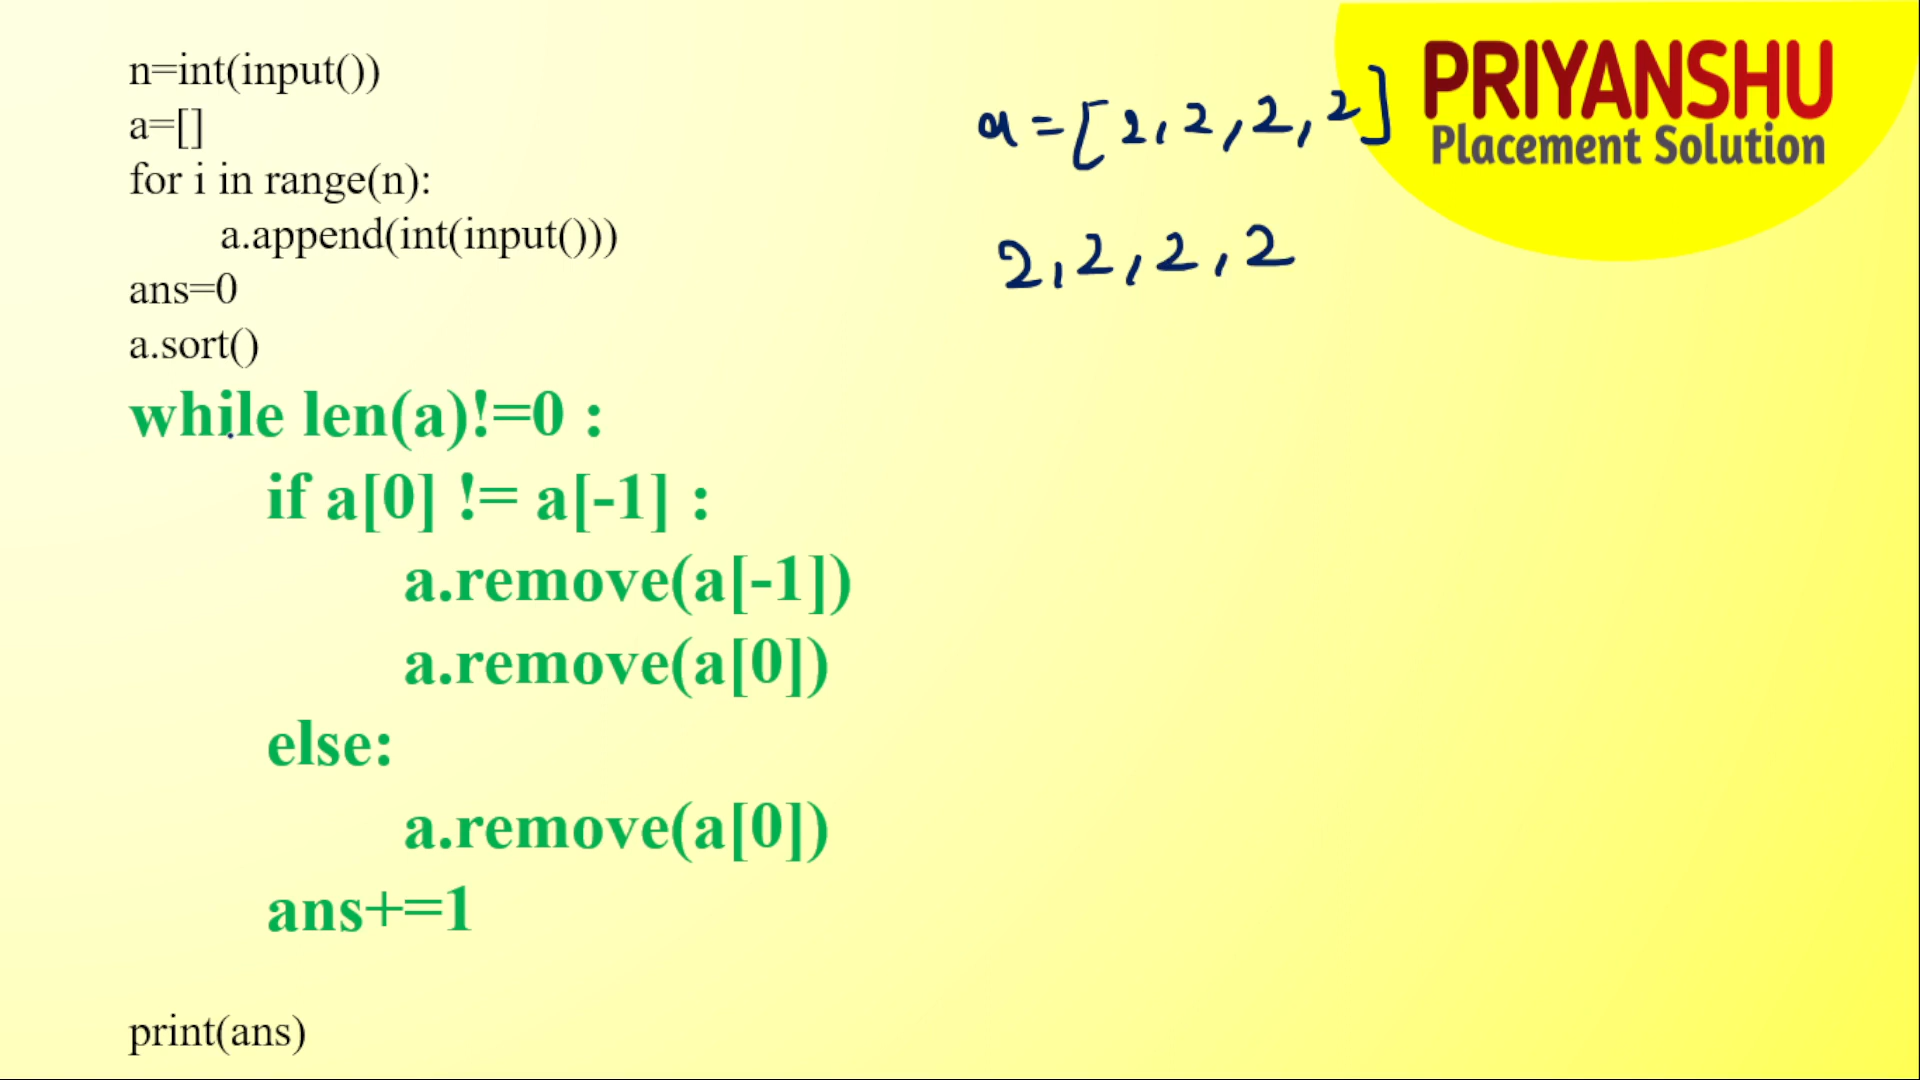 n=int(input())
a=[]
for i in range(n):
a.append(int(input()))
ans=0
a.sort()
while len(a)!=0 :
if a[0] != a[-1] :
a.remove(a[-1])
a.remove(a[0])
else:
a.remove(a[0])
ans+=1
print(ans)
a=[2,2,2,2]
2,2,2,2
PRIYANSHU
Placement Solution